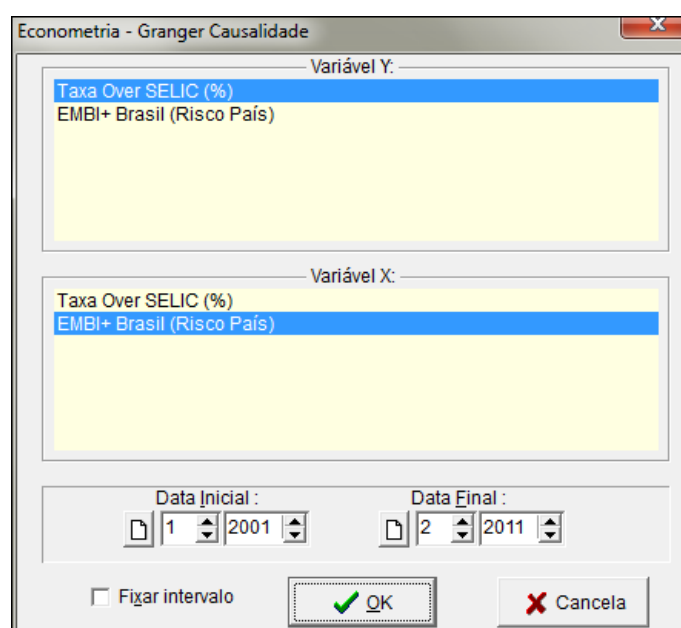 Econometria - Granger Causalidade
Variável Y:
Taxa Over SELIC (%)
EMBI+ Brasil (Risco País)
Variável X:
Taxa Over SELIC (%)
EMBI+ Brasil (Risco País)
Data Inicial : Data Final :
1 2001 2 2011
Fixar intervalo OK Cancela